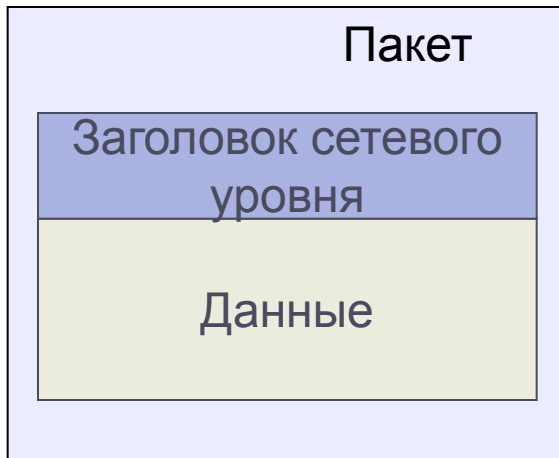 Пакет
Заголовок сетевого
уровня
Данные